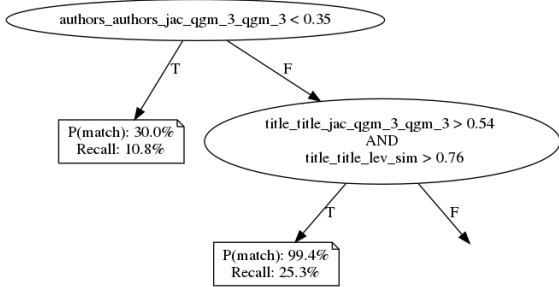 authors_authors_jac_qgm_3_qgm_3 < 0.35
T
F
P(match): 30.0%
Recall: 10.8%
title_title_jac_qgm_3_qgm_3 > 0.54
AND
title_title_lev_sim > 0.76
T
F
P(match): 99.4%
Recall: 25.3%